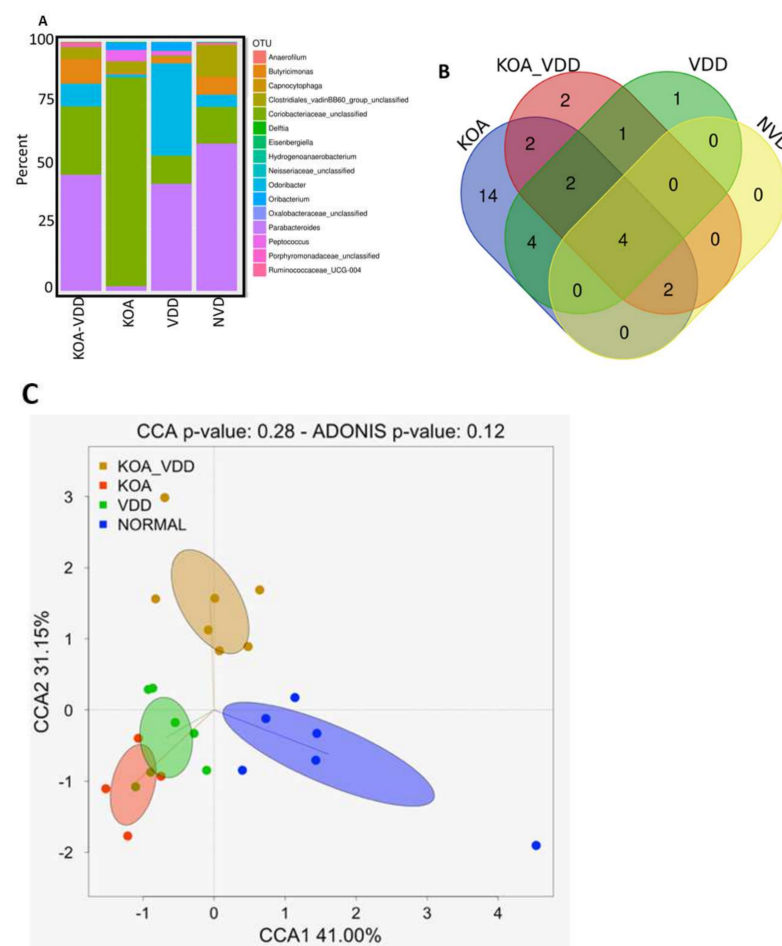 A
100
75
50
25
0
Percent
KOA-VDD
KOA
VDD
NVD
OTU
Anaerofilum
Butyricimonas
Capnocytophaga
Clostridiales_vadinBB60_group_unclassified
Coriobacteriaceae_unclassified
Delftia
Eisenbergiella
Hydrogenoanaerobacterium
Neisseriaceae_unclassified
Odoribacter
Oribacterium
Oxalobacteraceae_unclassified
Parabacteroides
Peptococcus
Porphyromonadaceae_unclassified
Ruminococcaceae_UCG-004
B
KOA_VDD
VDD
KOA
NVD
2
1
2
1
0
14
2
0
0
4
4
0
0
2
0
C
CCA p-value: 0.28 - ADONIS p-value: 0.12
KOA_VDD
KOA
VDD
NORMAL
3
2
1
0
-1
-2
CCA2 31.15%
-1
0
1
2
3
4
CCA1 41.00%